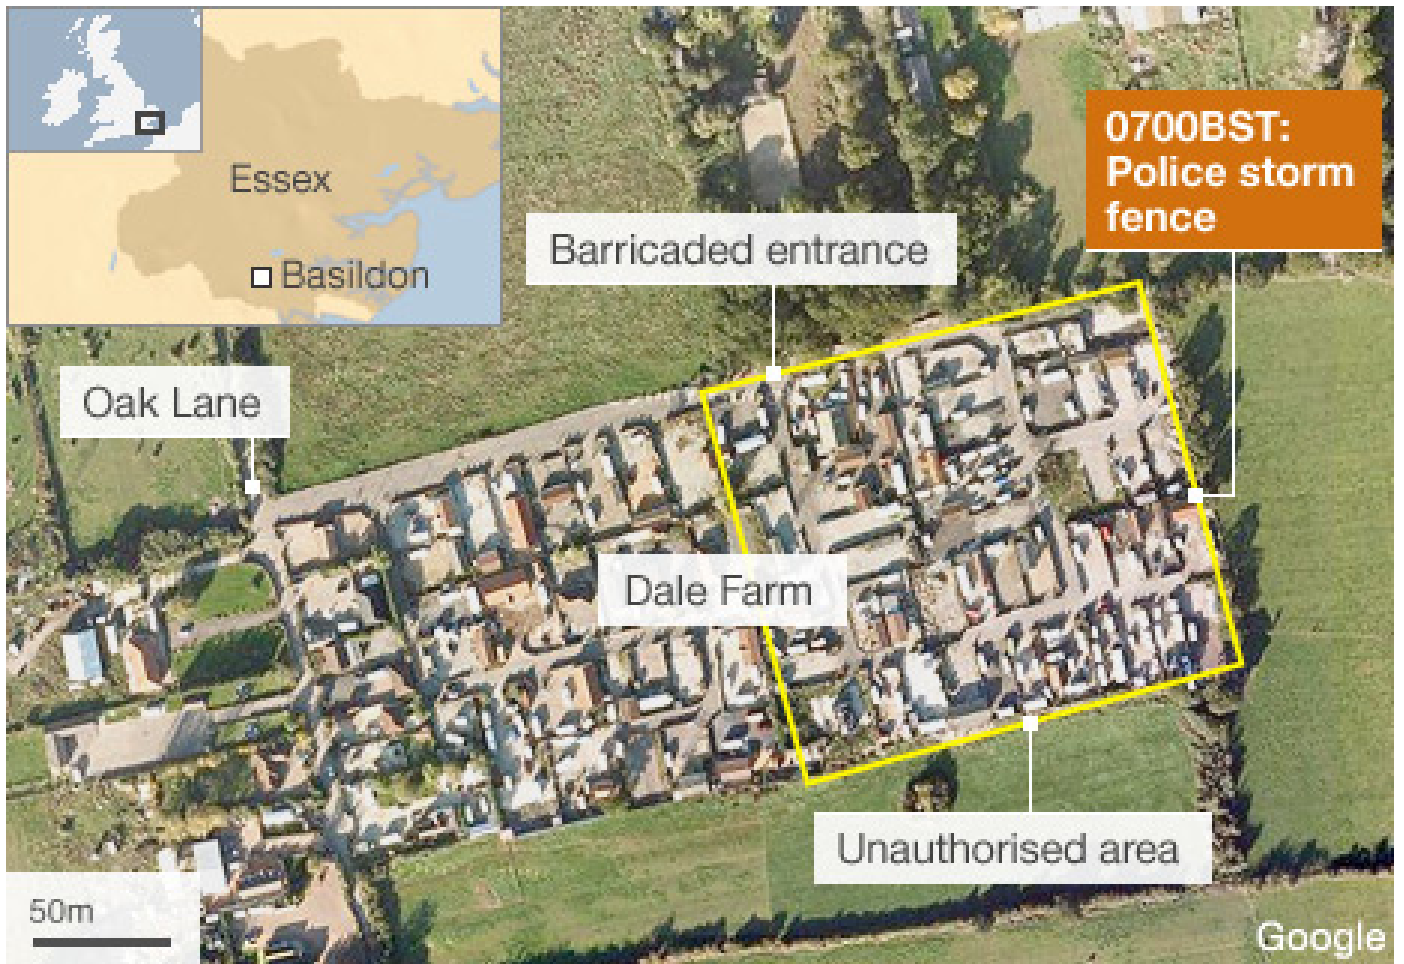 Essex
Basildon
0700BST:
Police storm
fence
Barricaded entrance
Oak Lane
Dale Farm
Unauthorised area
50m
Google